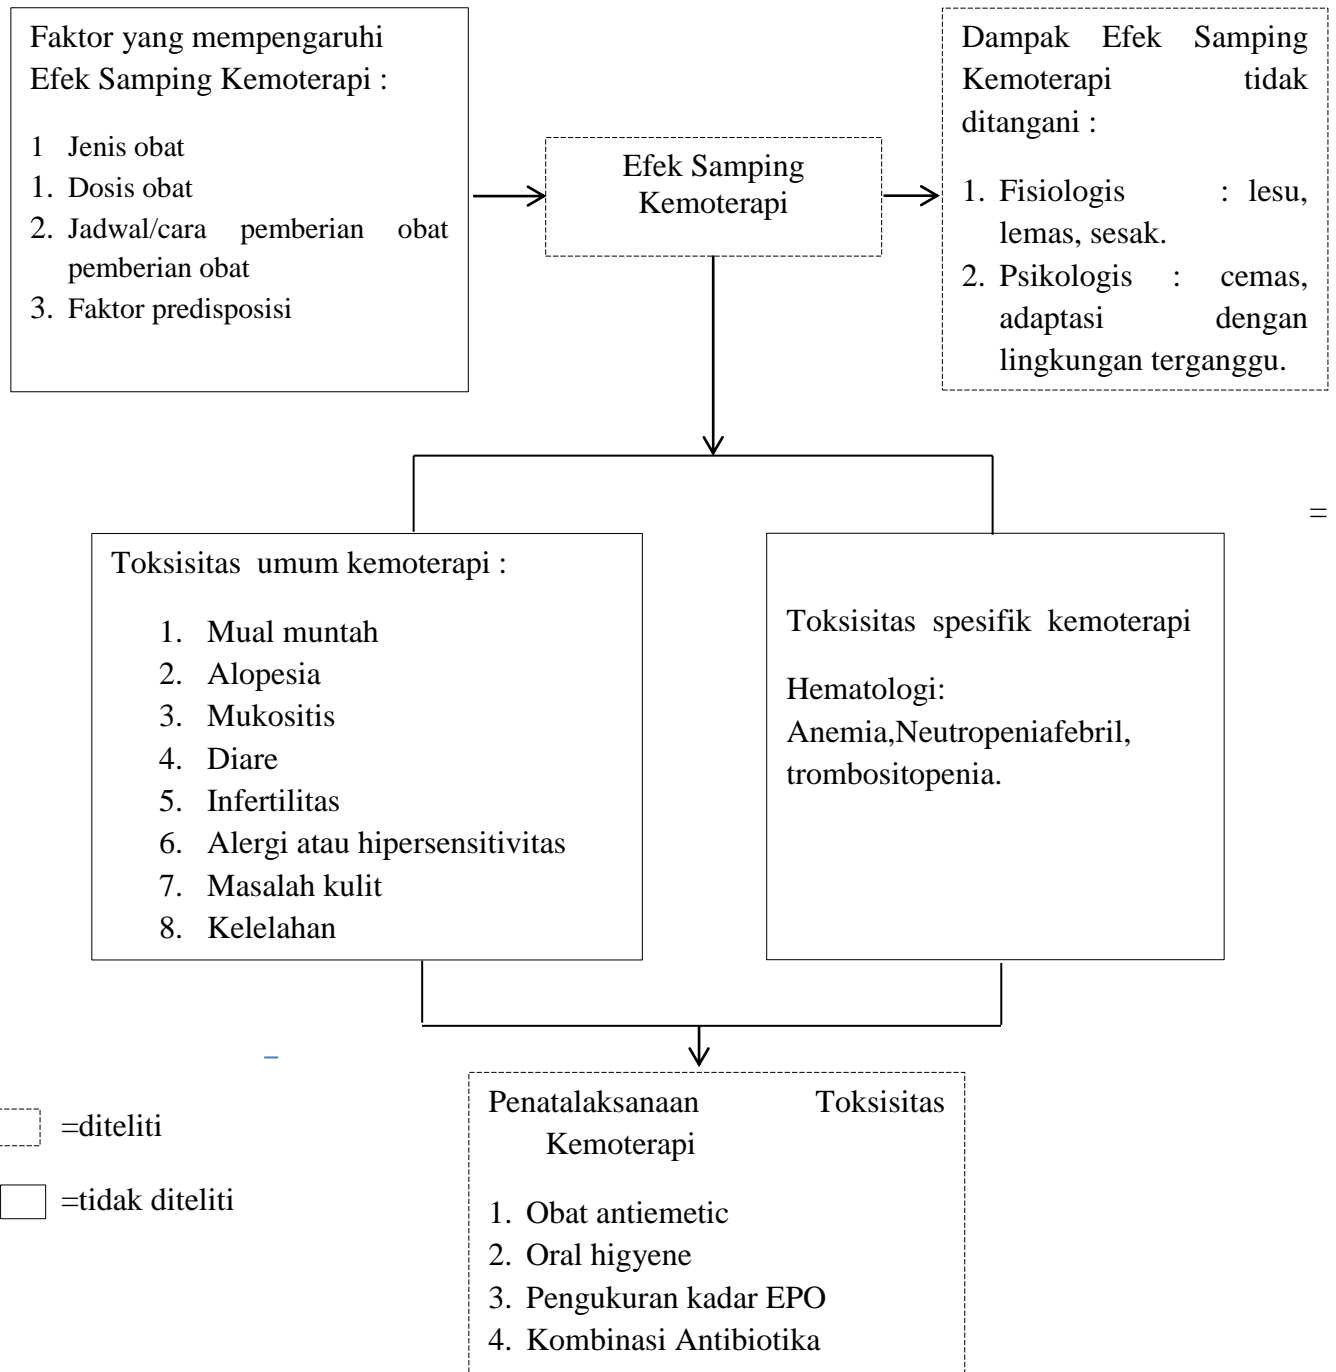 Faktor yang mempengaruhi
Efek Samping Kemoterapi :
1 Jenis obat
1. Dosis obat
2. Jadwal/cara pemberian obat
pemberian obat
3. Faktor predisposisi
Efek Samping
Kemoterapi
Dampak Efek Samping
Kemoterapi tidak
ditangani :
1. Fisiologis : lesu,
lemas, sesak.
2. Psikologis : cemas,
adaptasi dengan
lingkungan terganggu.
=
Toksisitas umum kemoterapi :
1. Mual muntah
2. Alopesia
3. Mukositis
4. Diare
5. Infertilitas
6. Alergi atau hipersensitivitas
7. Masalah kulit
8. Kelelahan
Toksisitas spesifik kemoterapi
Hematologi:
Anemia,Neutropeniafebril,
trombositopenia.
=diteliti
=tidak diteliti
Penatalaksanaan Toksisitas
Kemoterapi
1. Obat antiemetic
2. Oral higyene
3. Pengukuran kadar EPO
4. Kombinasi Antibiotika